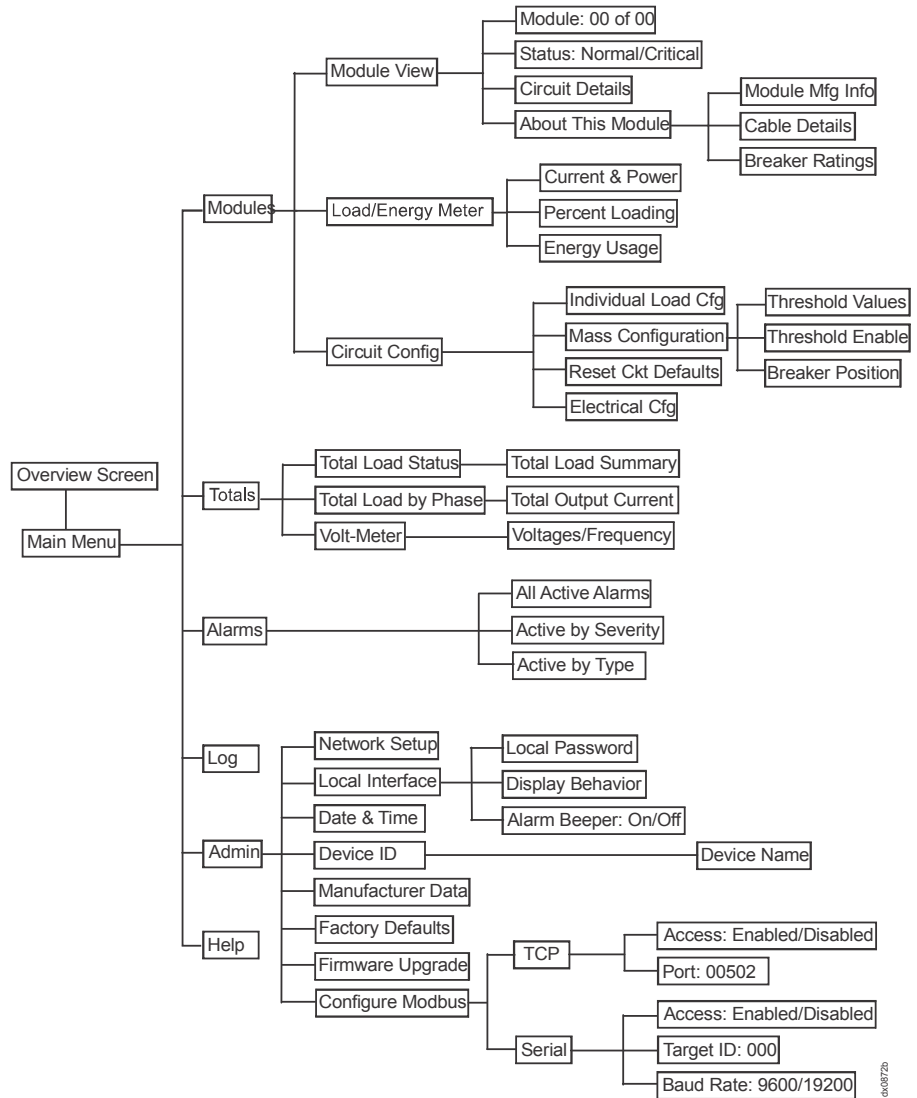 Module: 00 of 00
Status: Normal/Critical
Module View
Circuit Details
Module Mfg Info
About This Module
Cable Details
Breaker Ratings
Current & Power
Modules
Load/Energy Meter
Percent Loading
Energy Usage
Individual Load Cfg
Threshold Values
Mass Configuration
Threshold Enable
Circuit Config
Reset Ckt Defaults
Breaker Position
Electrical Cfg
Overview Screen
Total Load Status
Total Load Summary
Totals
Total Load by Phase
Total Output Current
Main Menu
Volt-Meter
Voltages/Frequency
All Active Alarms
Alarms
Active by Severity
Active by Type
Log
Network Setup
Local Password
Local Interface
Display Behavior
Date & Time
Alarm Beeper: On/Off
Admin
Device ID
Device Name
Manufacturer Data
Help
Factory Defaults
Access: Enabled/Disabled
TCP
Firmware Upgrade
Port: 00502
Configure Modbus
Access: Enabled/Disabled
Serial
Target ID: 000
Baud Rate: 9600/19200
dx0872b